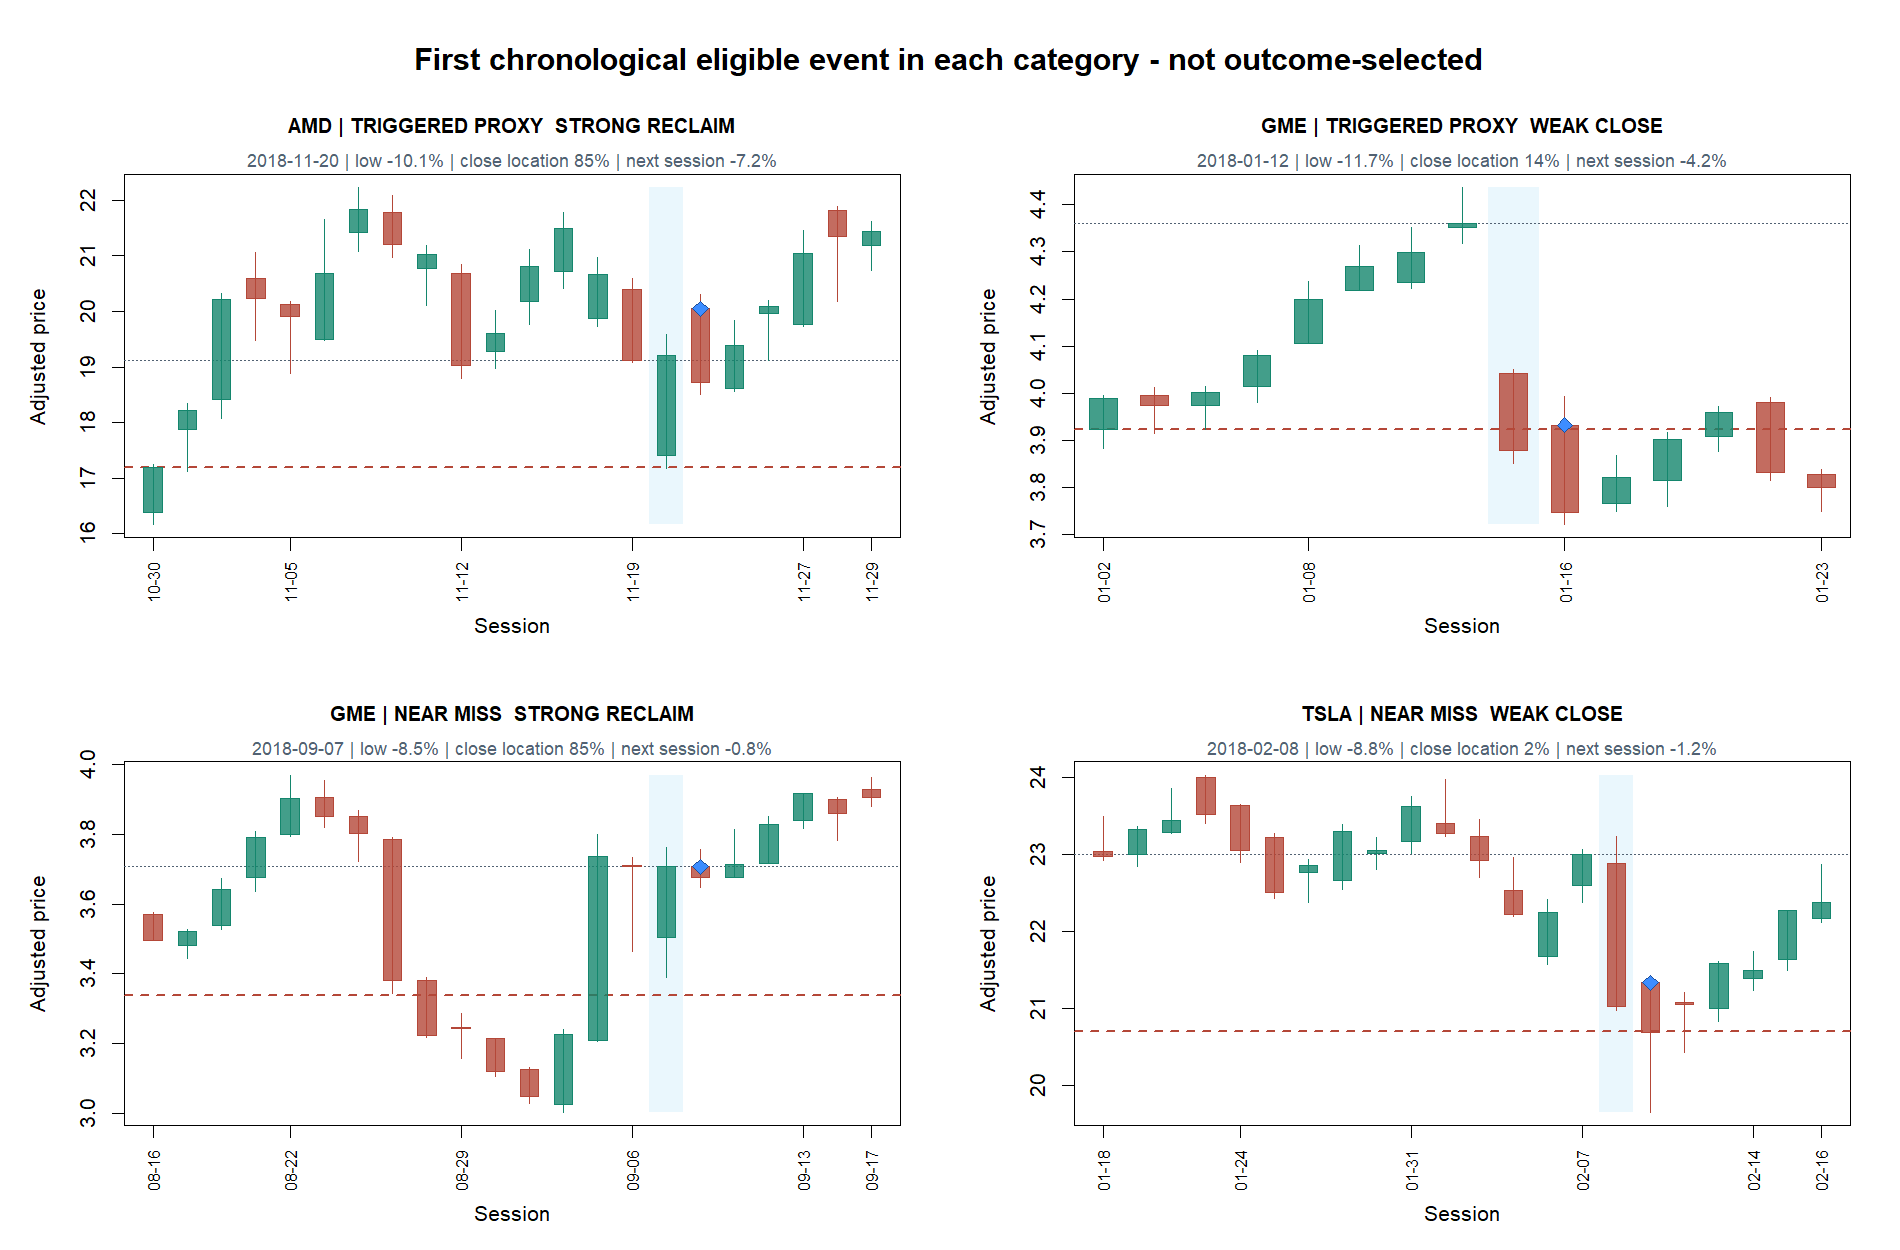 First chronological eligible event in each category - not outcome-selected
AMD | TRIGGERED PROXY  STRONG RECLAIM
2018-11-20 | low -10.1% | close location 85% | next session -7.2%
Adjusted price
22
21
20
19
18
17
16
10-30
11-05
11-12
11-19
11-27
11-29
Session
GME | TRIGGERED PROXY  WEAK CLOSE
2018-01-12 | low -11.7% | close location 14% | next session -4.2%
Adjusted price
4.4
4.3
4.2
4.1
4.0
3.9
3.8
3.7
01-02
01-08
01-16
01-23
Session
GME | NEAR MISS  STRONG RECLAIM
2018-09-07 | low -8.5% | close location 85% | next session -0.8%
Adjusted price
4.0
3.8
3.6
3.4
3.2
3.0
08-16
08-22
08-29
09-06
09-13
09-17
Session
TSLA | NEAR MISS  WEAK CLOSE
2018-02-08 | low -8.8% | close location 2% | next session -1.2%
Adjusted price
24
23
22
21
20
01-18
01-24
01-31
02-07
02-14
02-16
Session